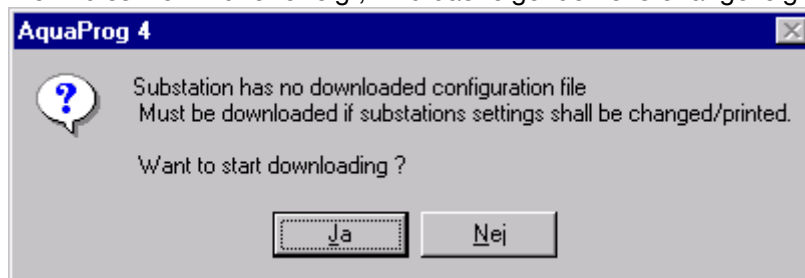 AquaProg 4
Substation has no downloaded configuration file
Must be downloaded if substations settings shall be changed/printed.
Want to start downloading ?
Ja
Nej